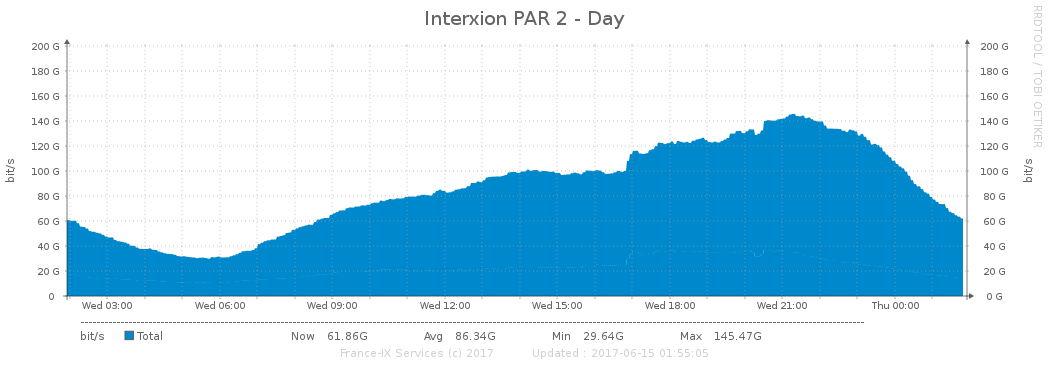 Interxion PAR 2 - Day
RRDTOOL / TOBI OETIKER
bit/s
200 G 200 G
180 G 180 G
160 G 160 G
140 G 140 G
120 G 120 G
100 G 100 G
80 G 80 G
60 G 60 G
40 G 40 G
20 G 20 G
0 0 G
bit/s
Wed 03:00 Wed 06:00 Wed 09:00 Wed 12:00 Wed 15:00 Wed 18:00 Wed 21:00 Thu 00:00
bit/s Total Now 61.86G Avg 86.34G Min 29.64G Max 145.47G
France-IX Services (c) 2017 Updated : 2017-06-15 01:55:05